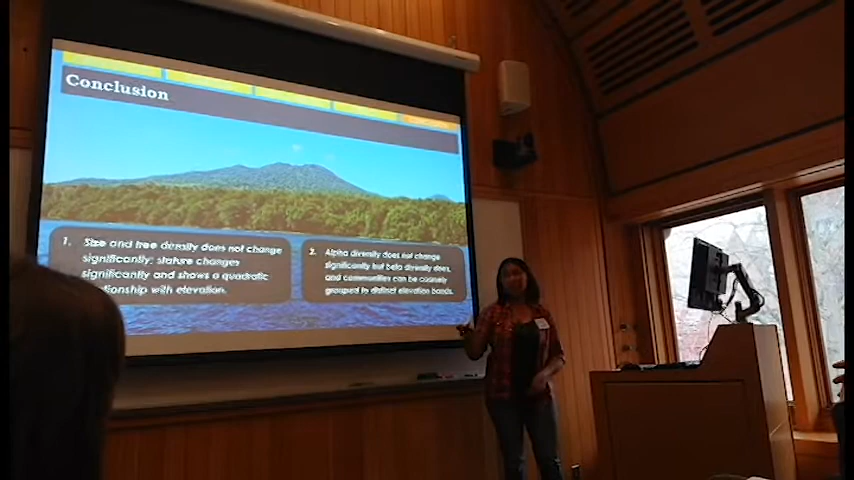 Conclusion
1. Size and tree density does not change
significantly; stature changes
significantly and shows a quadratic
tionship with elevation.
2. Alpha diversity does not change
significantly but beta diversity does,
and communities can be coarsely
grouped to distinct elevation bands.